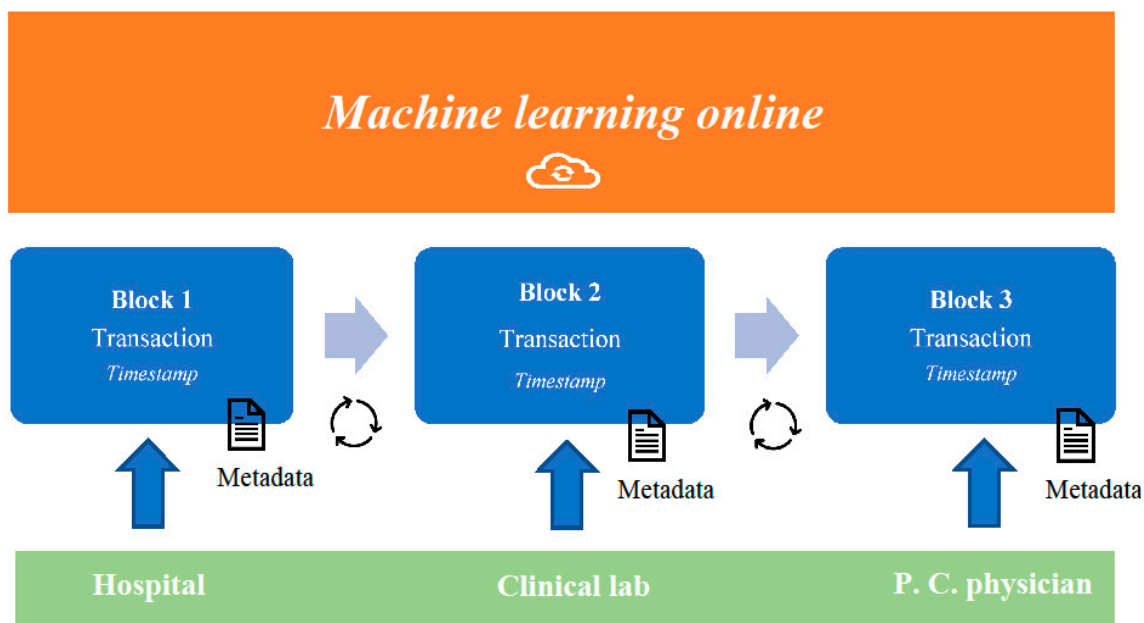 Machine learning online
Block 1
Transaction
Timestamp
Metadata
Block 2
Transaction
Timestamp
Metadata
Block 3
Transaction
Timestamp
Metadata
Hospital
Clinical lab
P. C. physician